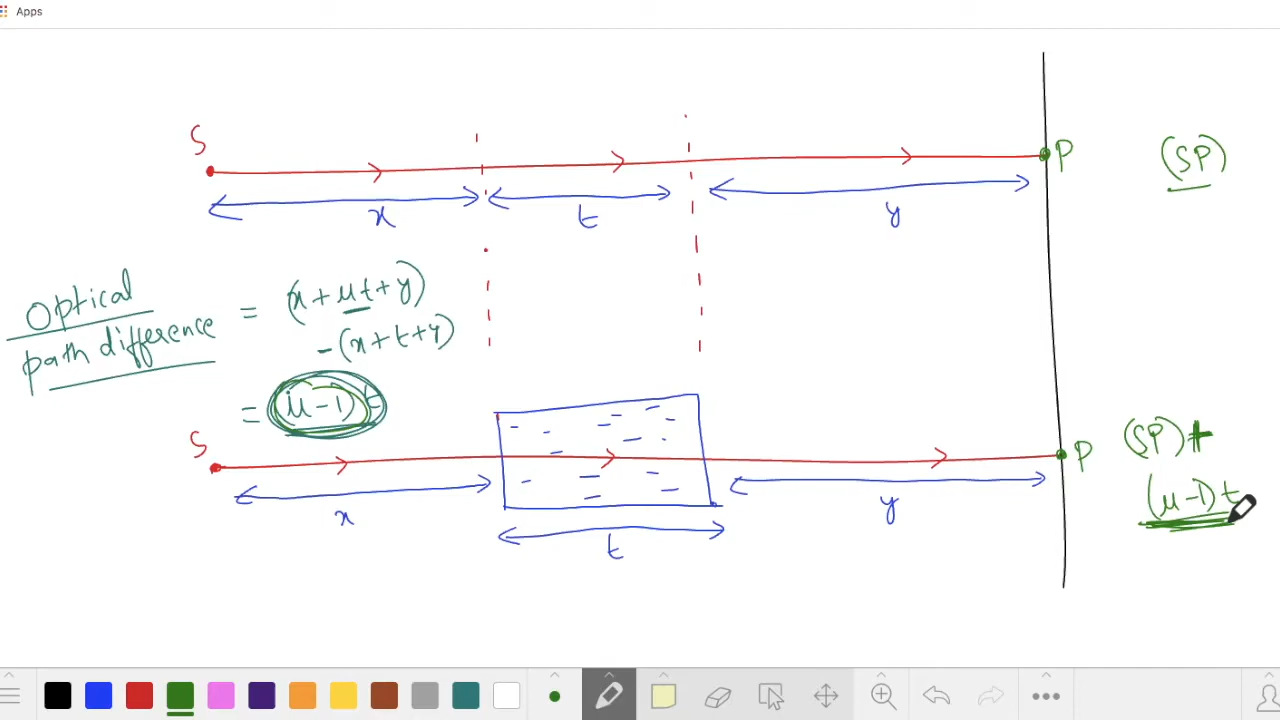 Apps
S
P
(SP)
x
t
y
Optical
path difference
= (x + μt + y)
- (x + t + y)
= (μ - 1) t
S
P
(SP) +
(μ - 1) t
x
t
y